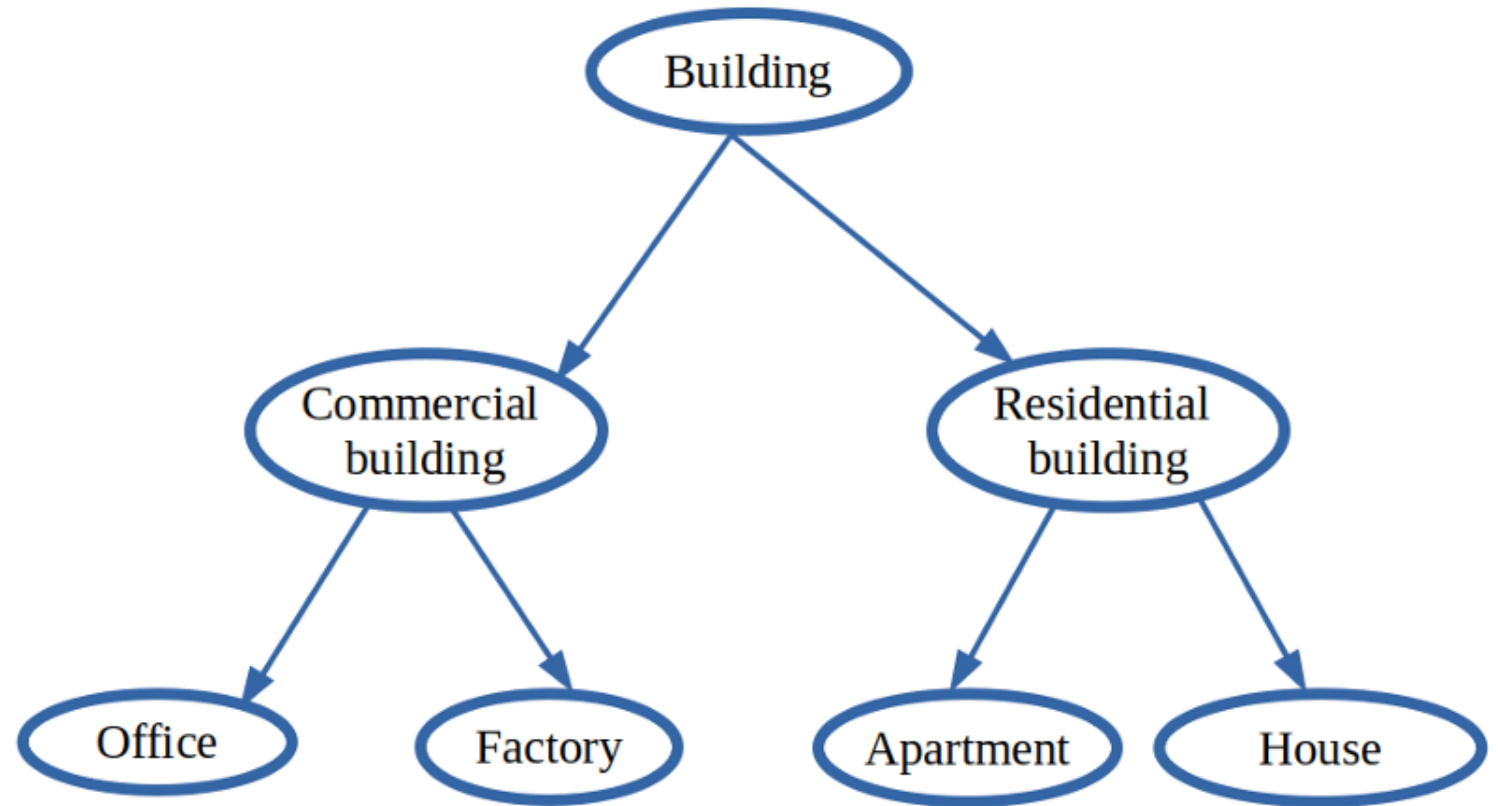 Building
Commercial
building
Residential
building
Office
Factory
Apartment
House